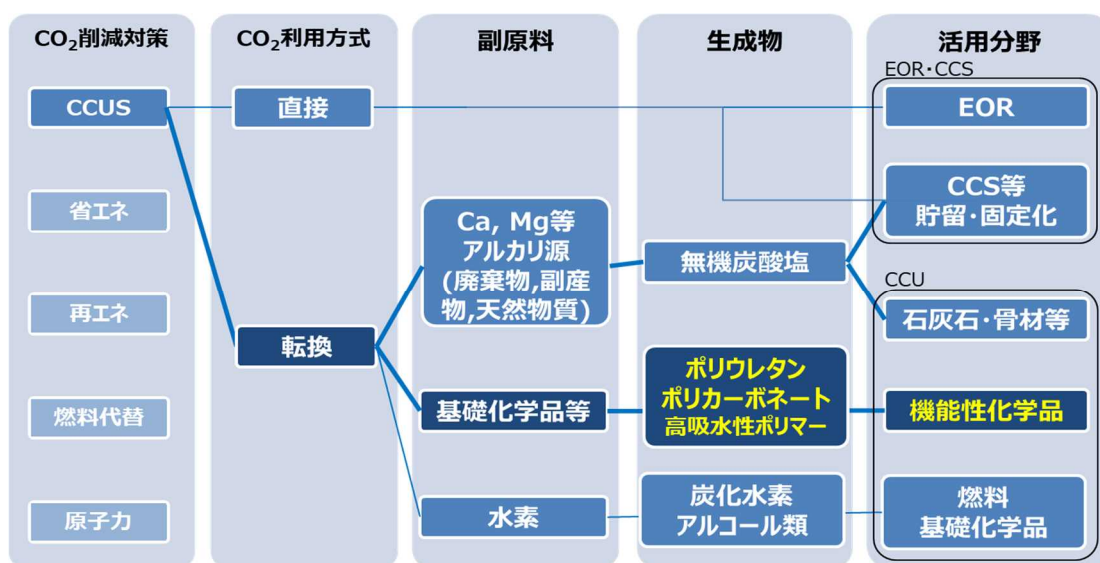 CO₂削減対策
CO₂利用方式
副原料
生成物
活用分野
EOR・CCS
CCUS
直接
EOR
省エネ
Ca, Mg等
アルカリ源
(廃棄物,副産
物,天然物質)
無機炭酸塩
CCS等
貯留・固定化
CCU
再エネ
転換
石灰石・骨材等
燃料代替
基礎化学品等
ポリウレタン
ポリカーボネート
高吸水性ポリマー
機能性化学品
原子力
水素
炭化水素
アルコール類
燃料
基礎化学品